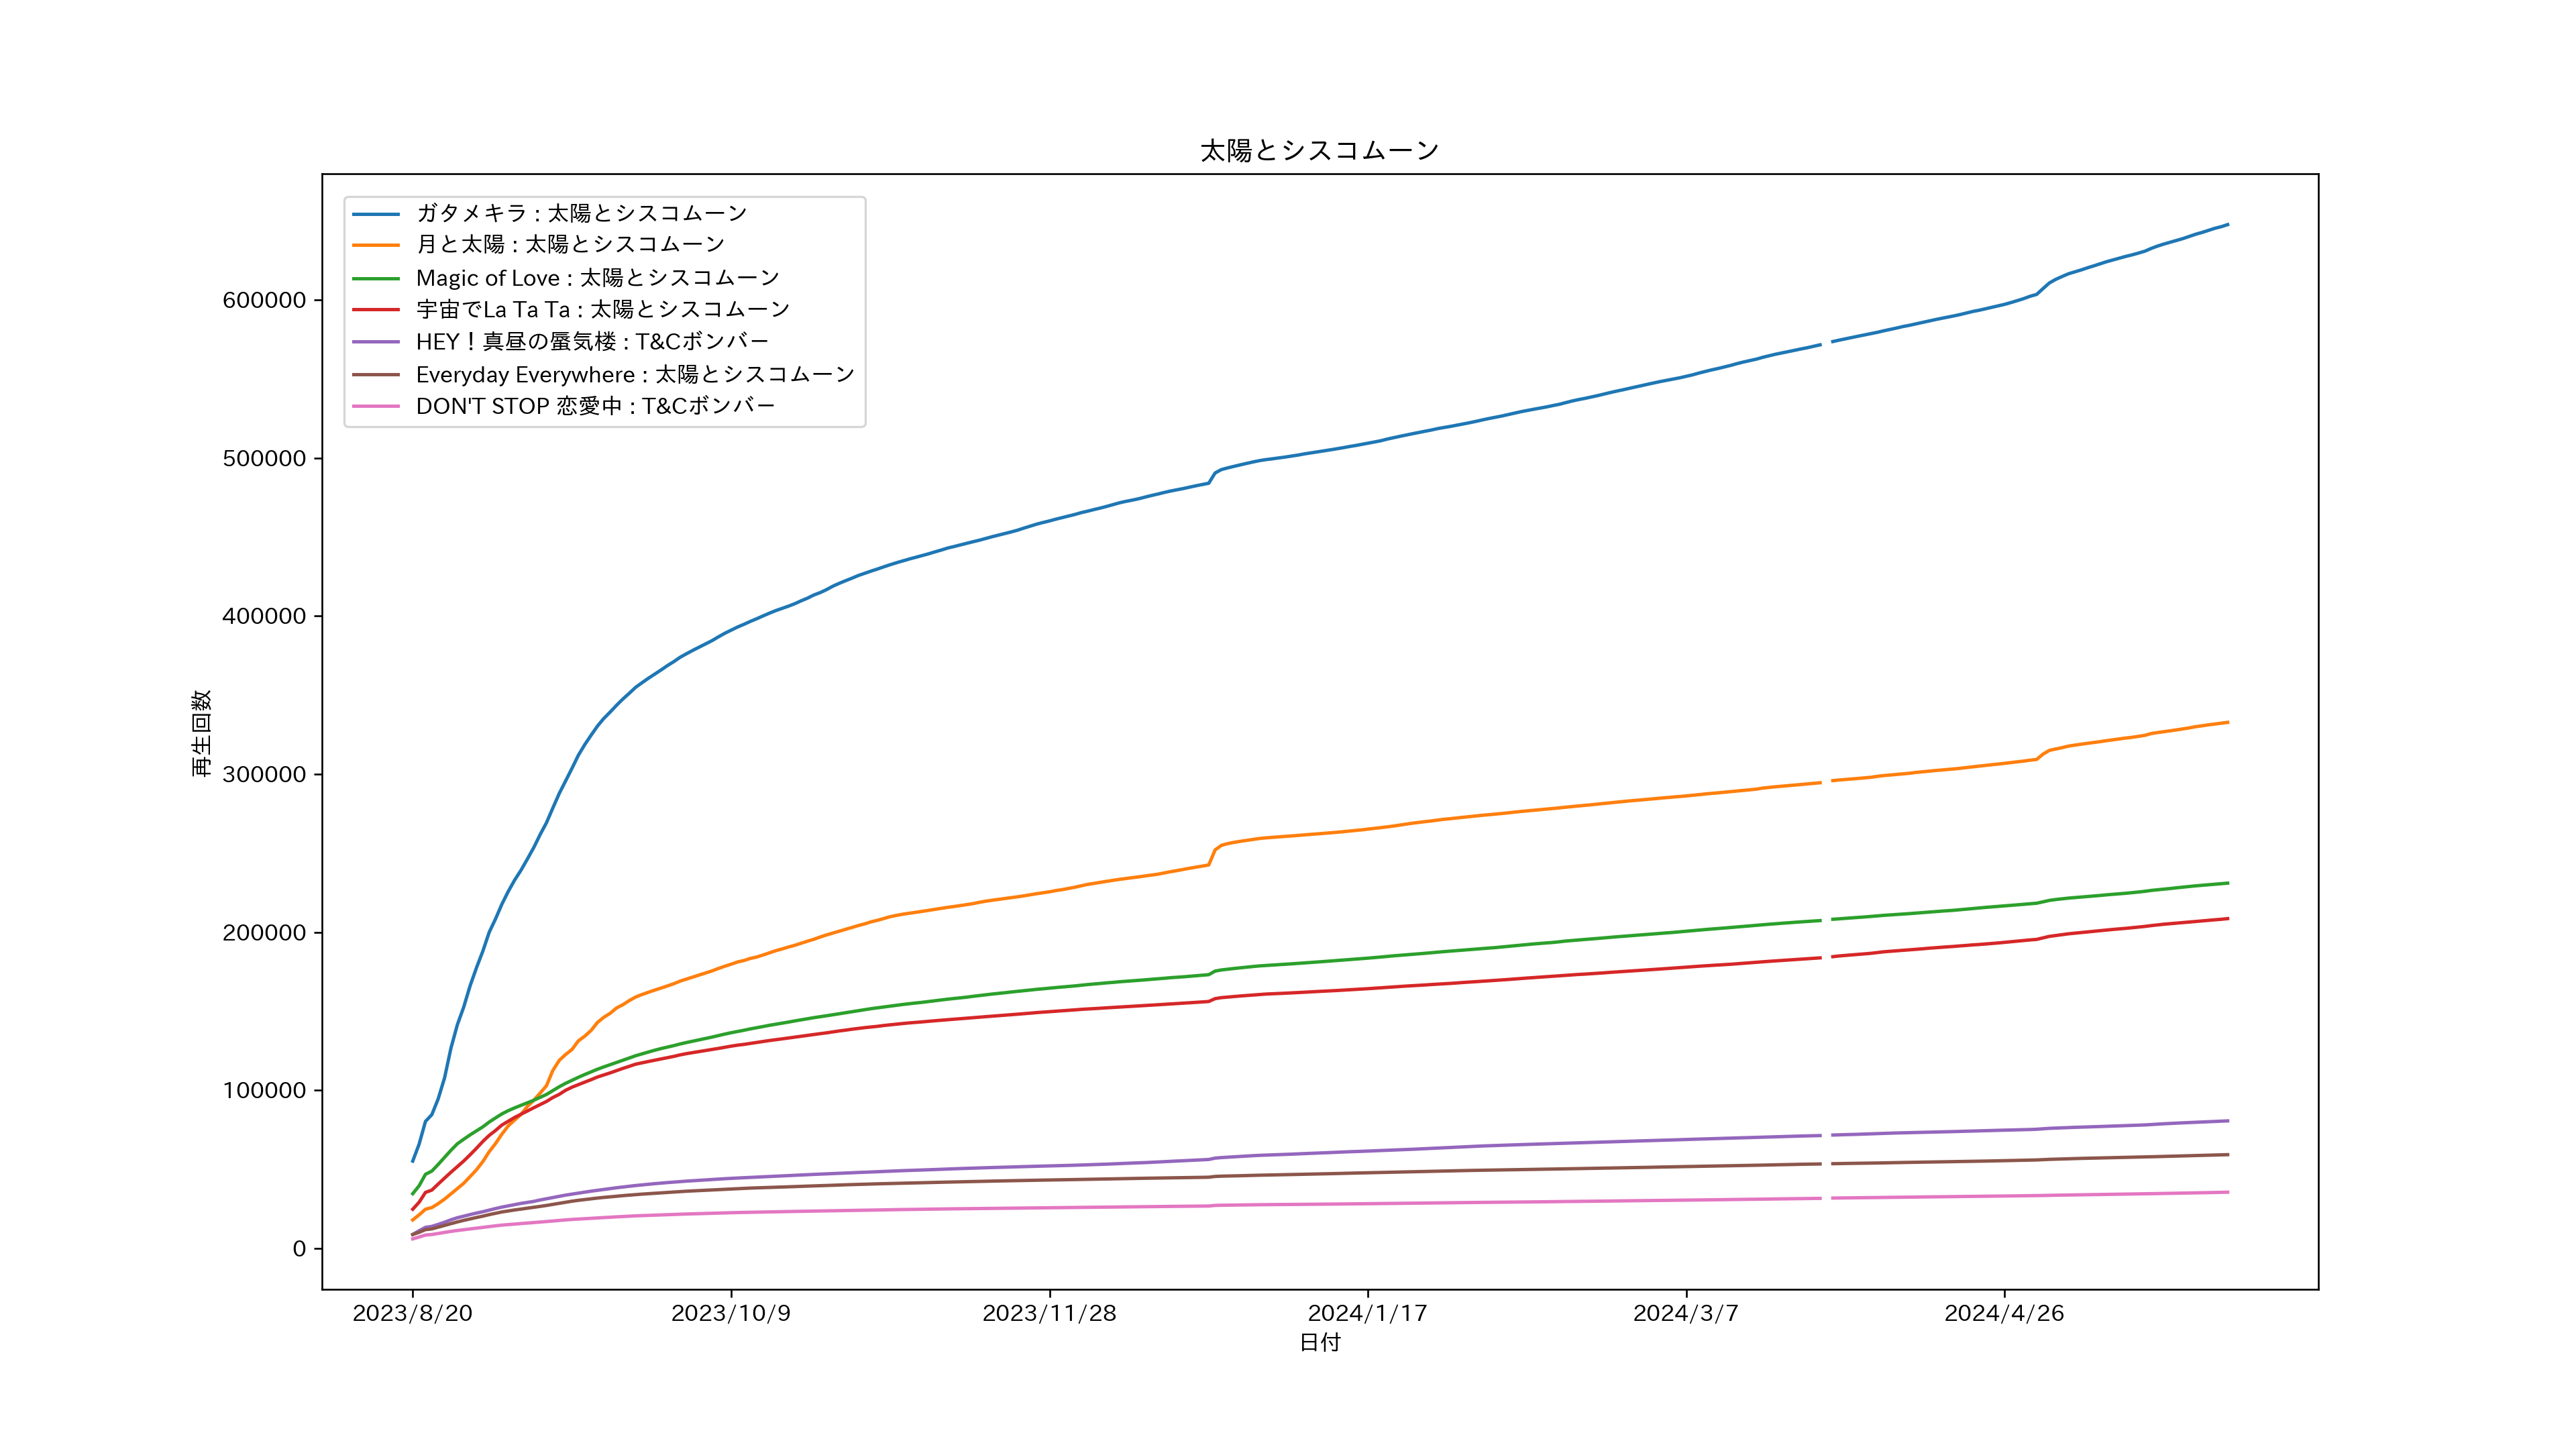 太陽とシスコムーン
ガタメキラ : 太陽とシスコムーン
月と太陽 : 太陽とシスコムーン
Magic of Love : 太陽とシスコムーン
宇宙でLa Ta Ta : 太陽とシスコムーン
HEY！真昼の蜃気楼 : T&Cボンバー
Everyday Everywhere : 太陽とシスコムーン
DON'T STOP 恋愛中 : T&Cボンバー
600000
500000
400000
300000
200000
100000
0
再生回数
2023/8/20 2023/10/9 2023/11/28 2024/1/17 2024/3/7 2024/4/26
日付